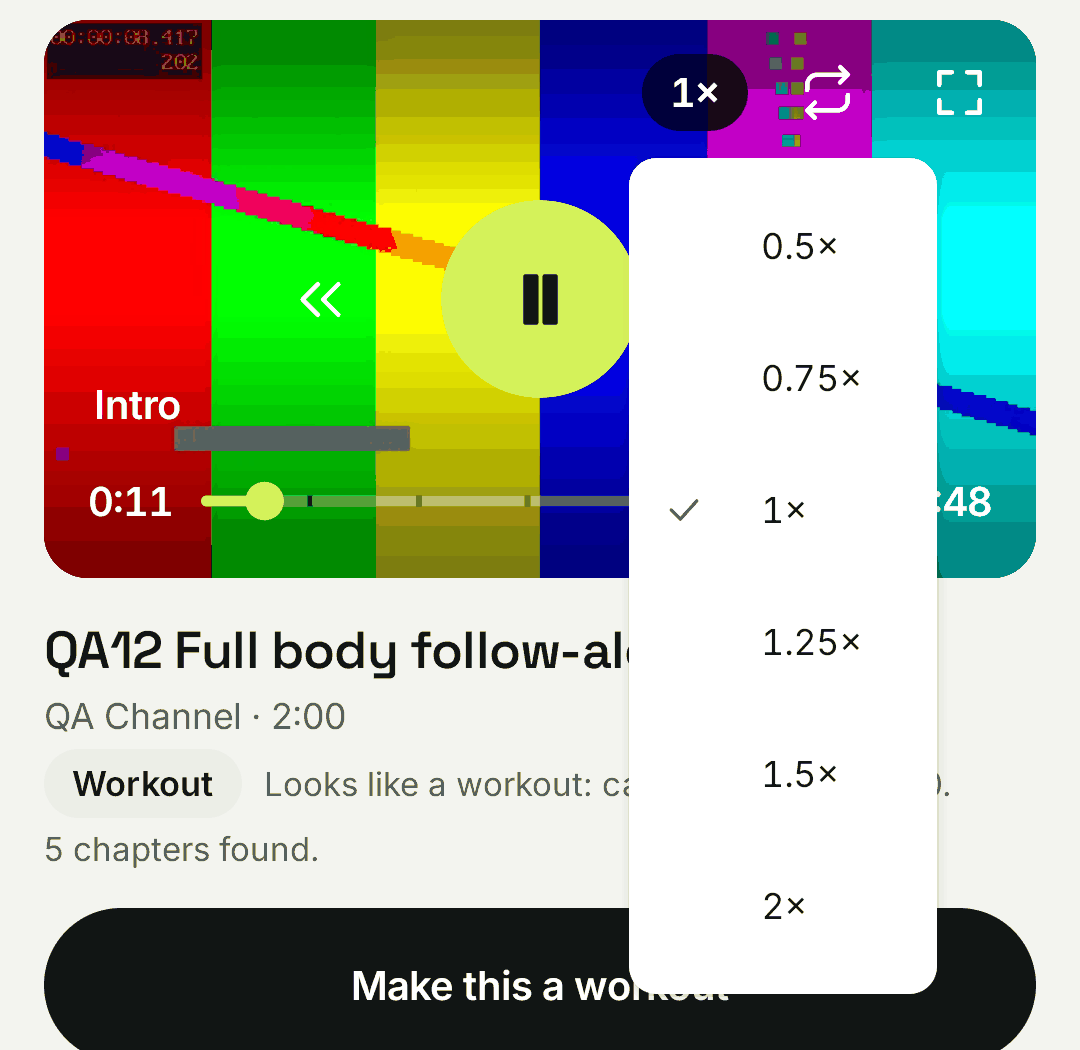 00:00:08.417
202
1×
0.5×
0.75×
Intro
0:11
:48
1×
QA12 Full body follow-al
1.25×
QA Channel · 2:00
Workout
Looks like a workout:
1.5×
5 chapters found.
2×
Make this a workout